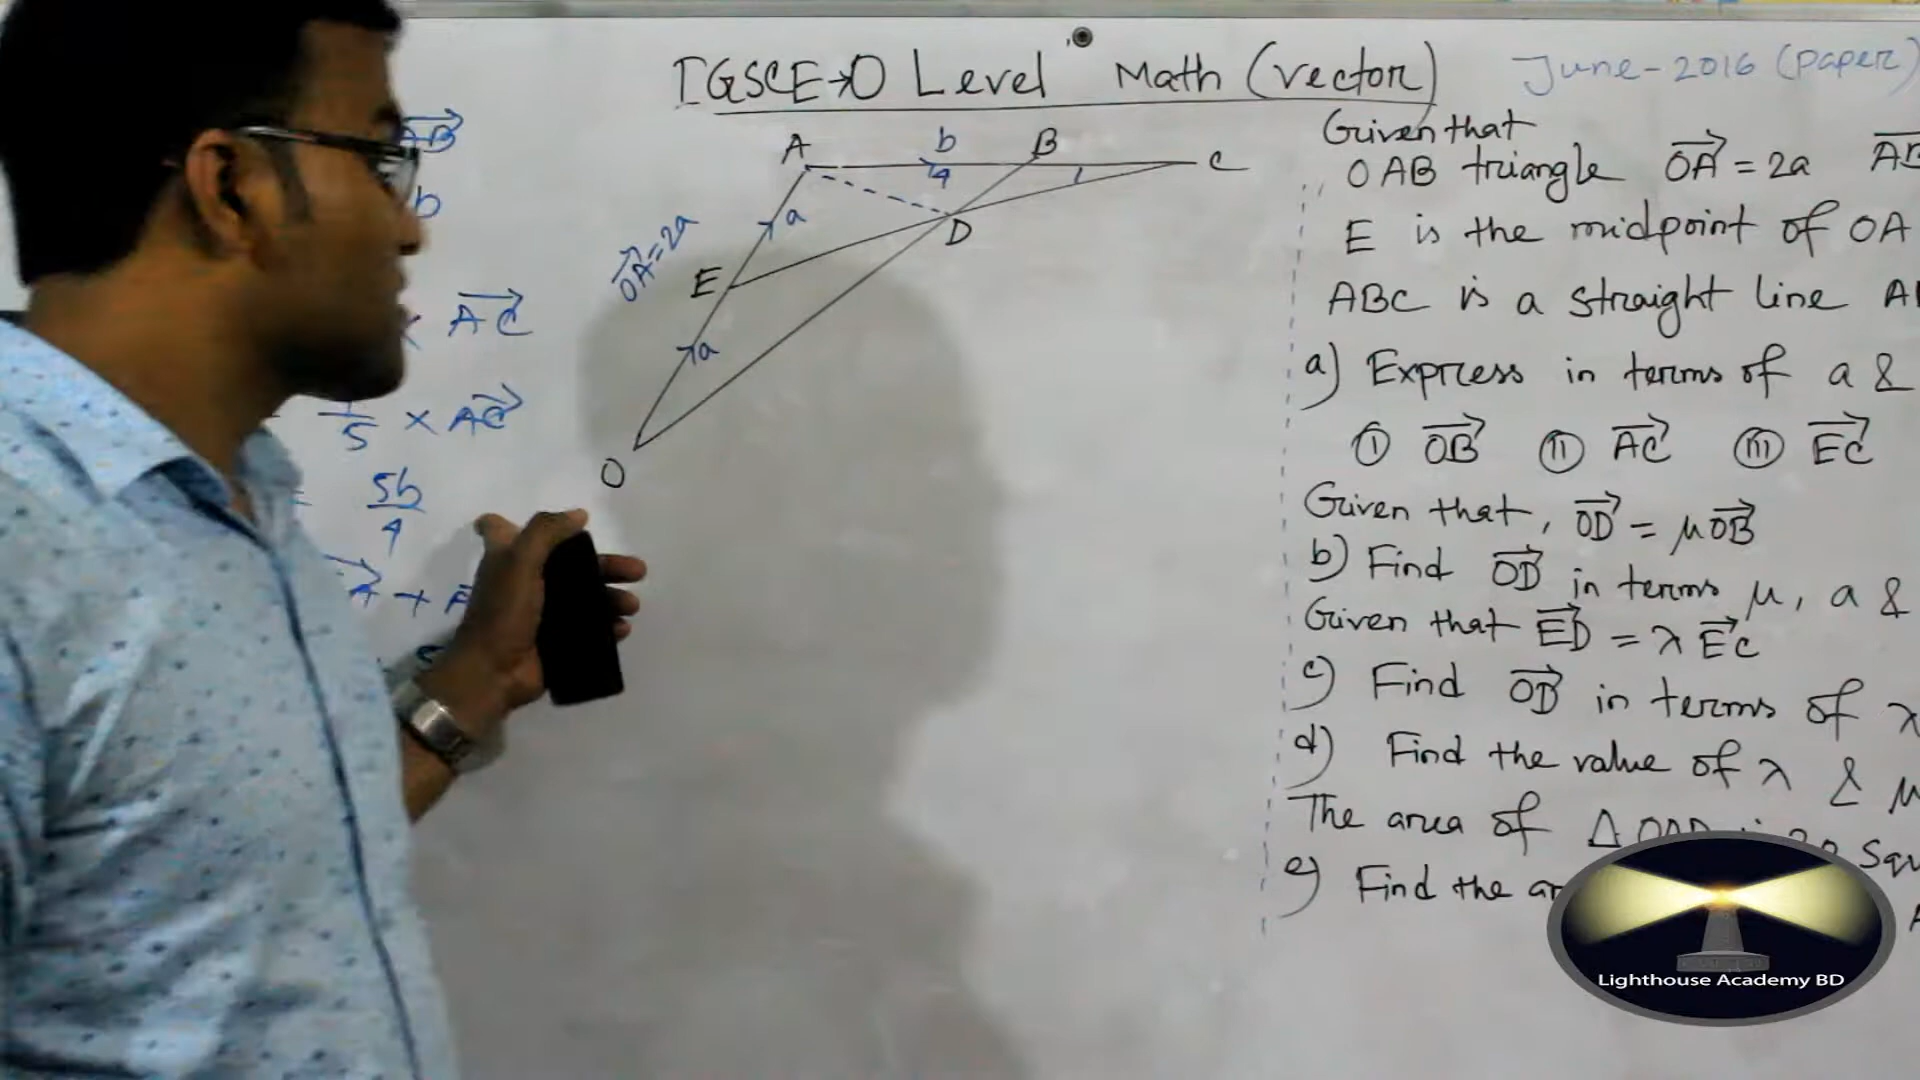 IGSCE→O Level Math (vector)
June-2016 (paper)
AB
b
× AC
1/5 × AC
= 5b/4
A +
A b B C
4 1
a
OA = 2a
E D
a
O
Given that
OAB triangle OA = 2a
E is the midpoint of OA
ABC is a straight line
a) Express in terms of a &
(i) OB (ii) AC (iii) EC
Given that, OD = μOB
b) Find OD in terms μ, a &
Given that ED = λ EC
c) Find OD in terms of λ
d) Find the value of λ & μ
The area of Δ
e) Find the
Lighthouse Academy BD